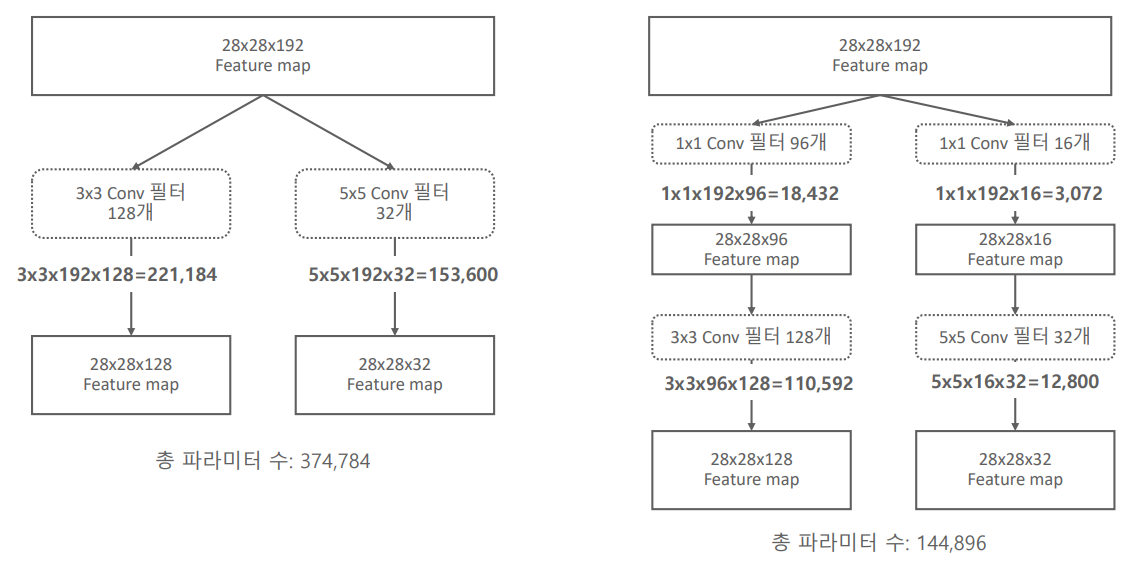 28x28x192
Feature map
3x3 Conv 필터
128개
5x5 Conv 필터
32개
3x3x192x128=221,184
5x5x192x32=153,600
28x28x128
Feature map
28x28x32
Feature map
총 파라미터 수: 374,784
28x28x192
Feature map
1x1 Conv 필터 96개
1x1 Conv 필터 16개
1x1x192x96=18,432
1x1x192x16=3,072
28x28x96
Feature map
28x28x16
Feature map
3x3 Conv 필터 128개
5x5 Conv 필터 32개
3x3x96x128=110,592
5x5x16x32=12,800
28x28x128
Feature map
28x28x32
Feature map
총 파라미터 수: 144,896